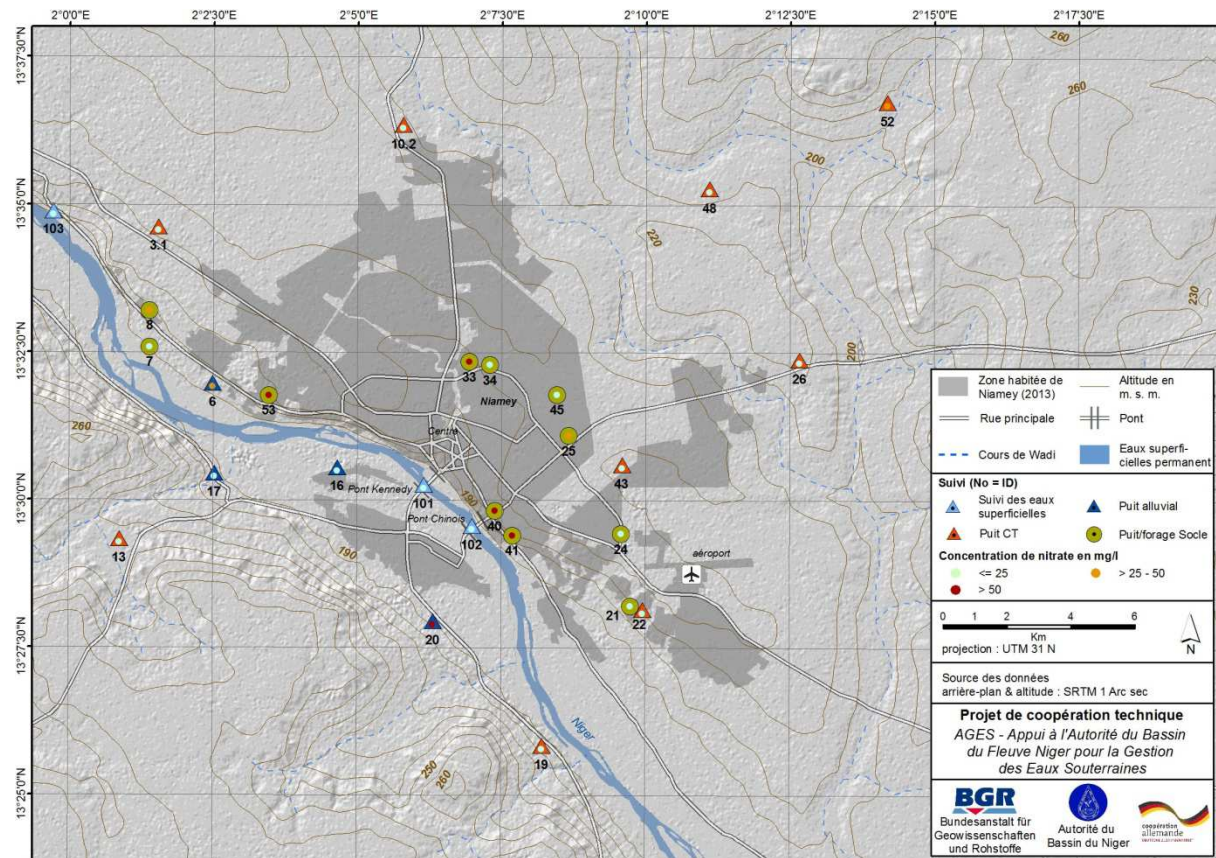 2°0'0"E
2°2'30"E
2°5'0"E
2°7'30"E
2°10'0"E
2°12'30"E
2°15'0"E
2°17'30"E
13°37'30"N
13°35'0"N
13°32'30"N
13°30'0"N
13°27'30"N
13°25'0"N
260
260
52
10.2
200
48
103
3.1
220
230
8
7
33
34
200
26
6
53
Niamey
45
Centre
25
16
43
17
Pont Kennedy
101
190
40
Pont Chinois
102
41
24
13
190
aéroport
260
21
22
20
Niger
19
250
260
Zone habitée de
Niamey (2013)
Altitude en
m. s. m.
Rue principale
Pont
Cours de Wadi
Eaux superfi-
cielles permanent
Suivi (No = ID)
Suivi des eaux
superficielles
Puit alluvial
Puit CT
Puit/forage Socle
Concentration de nitrate en mg/l
<= 25
> 25 - 50
> 50
0 1 2 4 6
Km
projection : UTM 31 N
N
Source des données
arrière-plan & altitude : SRTM 1 Arc sec
Projet de coopération technique
AGES - Appui à l'Autorité du Bassin
du Fleuve Niger pour la Gestion
des Eaux Souterraines
BGR
Bundesanstalt für
Geowissenschaften
und Rohstoffe
Autorité du
Bassin du Niger
coopération
allemande